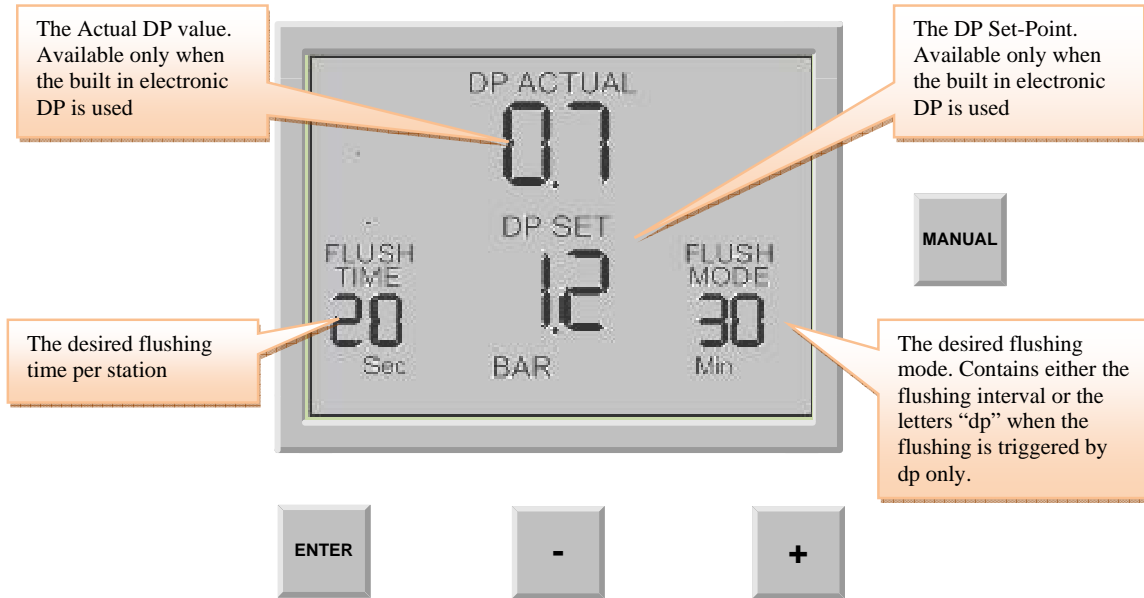 The Actual DP value.
Available only when
the built in electronic
DP is used
The DP Set-Point.
Available only when
the built in electronic
DP is used
DP ACTUAL
0.7
DP SET
1.2
BAR
FLUSH
TIME
20
Sec
FLUSH
MODE
30
Min
MANUAL
The desired flushing
time per station
The desired flushing
mode. Contains either the
flushing interval or the
letters “dp” when the
flushing is triggered by
dp only.
ENTER
-
+